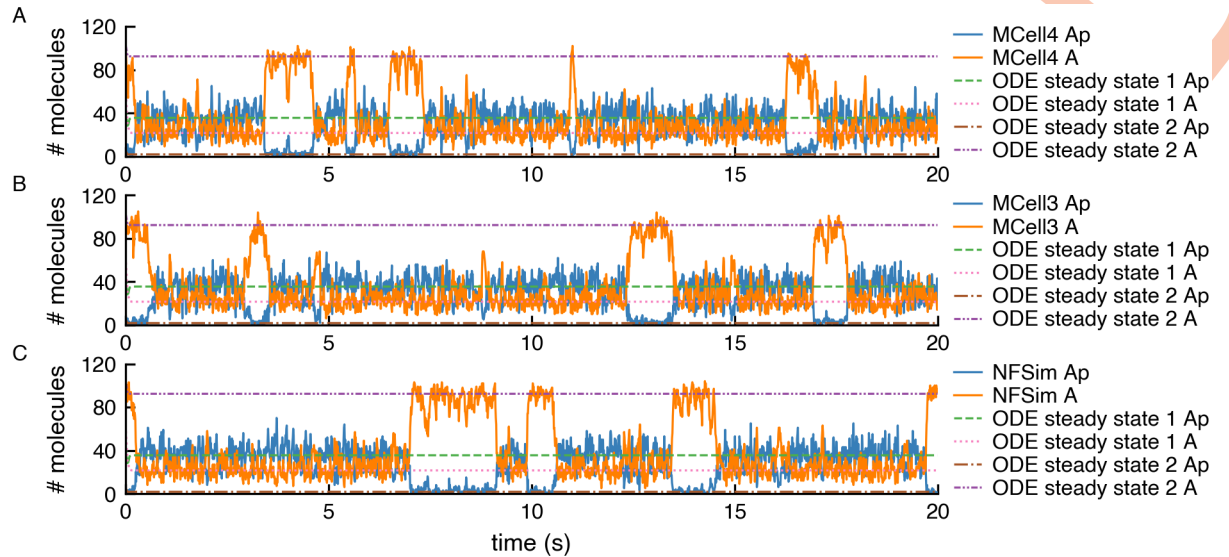 A
# molecules
120
80
40
0
0
5
10
15
20
MCell4 Ap
MCell4 A
ODE steady state 1 Ap
ODE steady state 1 A
ODE steady state 2 Ap
ODE steady state 2 A
B
# molecules
120
80
40
0
0
5
10
15
20
MCell3 Ap
MCell3 A
ODE steady state 1 Ap
ODE steady state 1 A
ODE steady state 2 Ap
ODE steady state 2 A
C
# molecules
120
80
40
0
0
5
10
15
20
NFSim Ap
NFSim A
ODE steady state 1 Ap
ODE steady state 1 A
ODE steady state 2 Ap
ODE steady state 2 A
time (s)